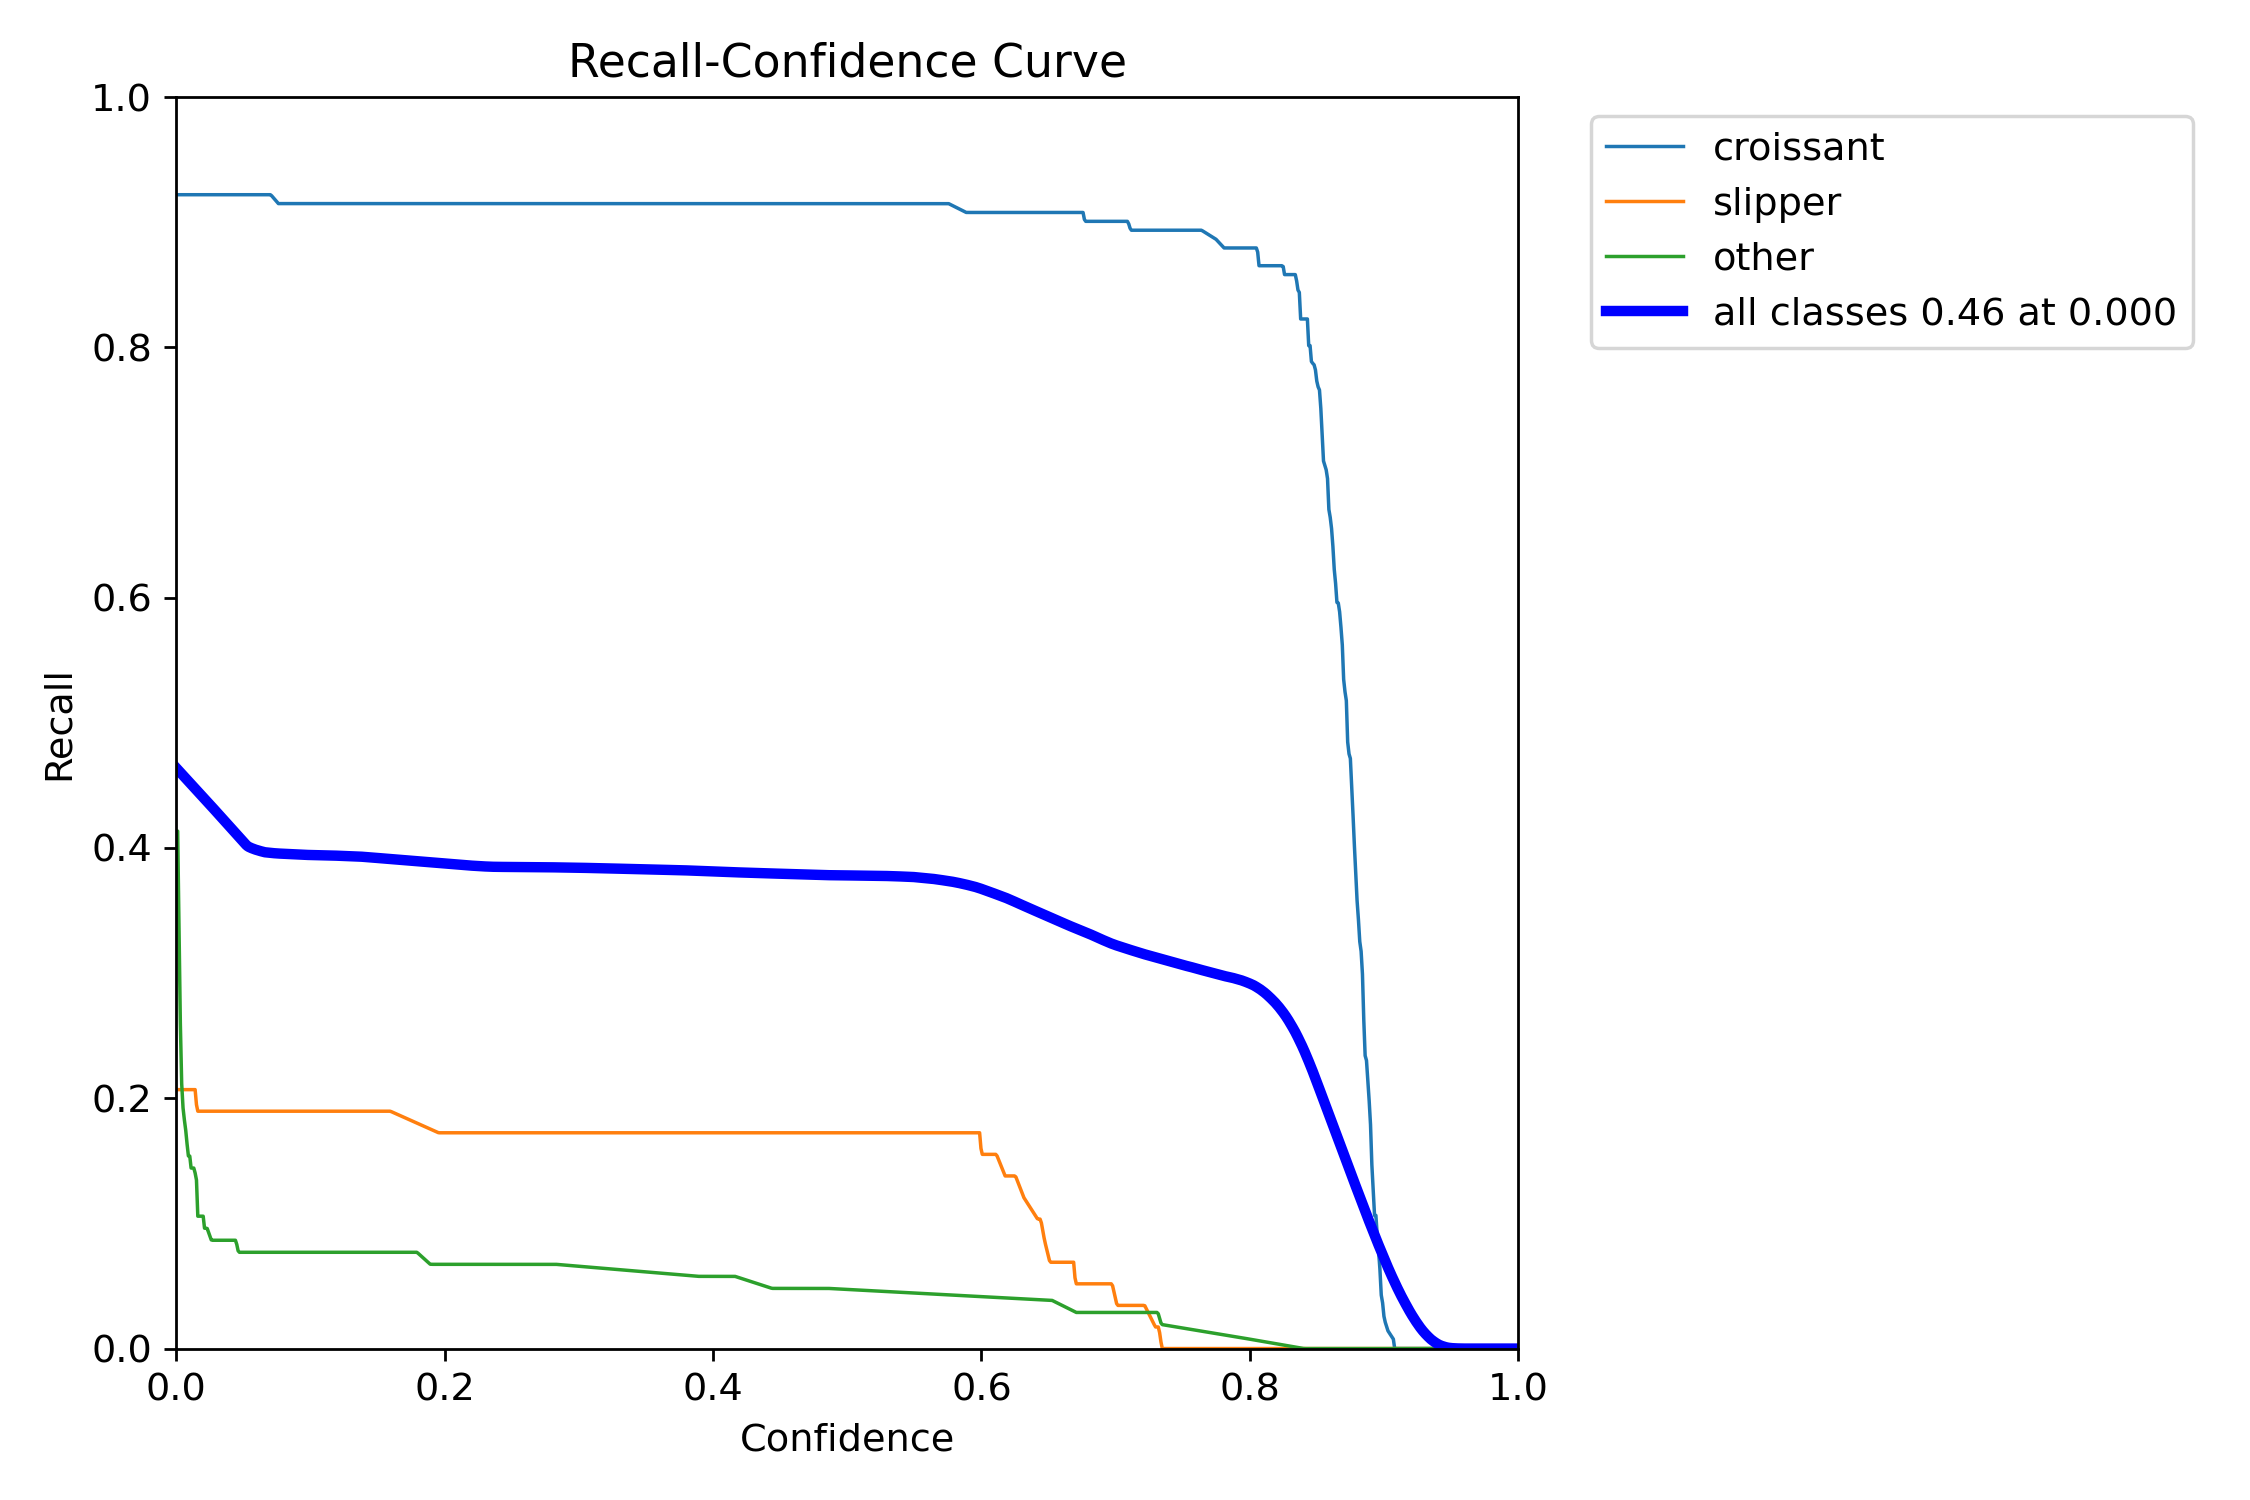 Recall-Confidence Curve
1.0
0.8
0.6
0.4
0.2
0.0
Recall
0.0 0.2 0.4 0.6 0.8 1.0
Confidence
croissant
slipper
other
all classes 0.46 at 0.000